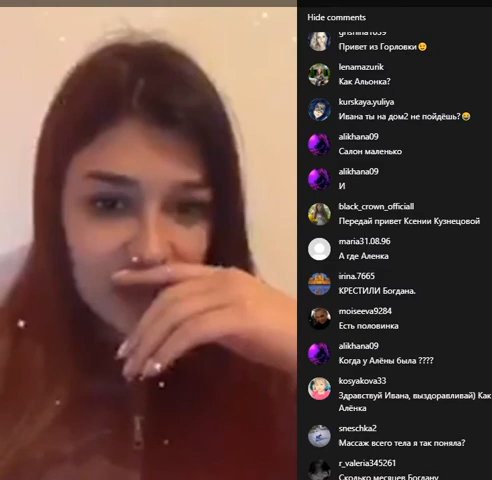 Hide comments
Привет из Горловки😊
lenamazurik
Как Альонка?
kurskaya.yuliya
Ивана ты на дом2 не пойдёшь?😅
alikhana09
Салон маленько
alikhana09
И
black_crown_officiall
Передай привет Ксении Кузнецовой
maria31.08.96
А где Аленка
irina.7665
КРЕСТИЛИ Богдана.
moiseeva9284
Есть половинка
alikhana09
Когда у Алёны была ????
kosyakova33
Здравствуй Ивана, выздоравливай) Как
Алёнка
sneschka2
Массаж всего тела я так поняла?
r_valeria345261
Сколько месяцев Богдану